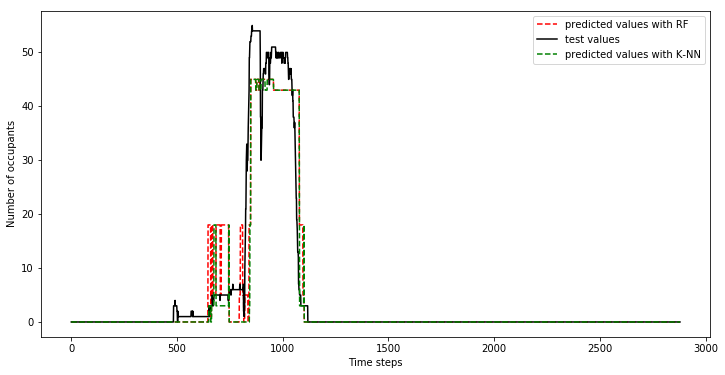 predicted values with RF
test values
predicted values with K-NN
Number of occupants
50
40
30
20
10
0
0 500 1000 1500 2000 2500 3000
Time steps